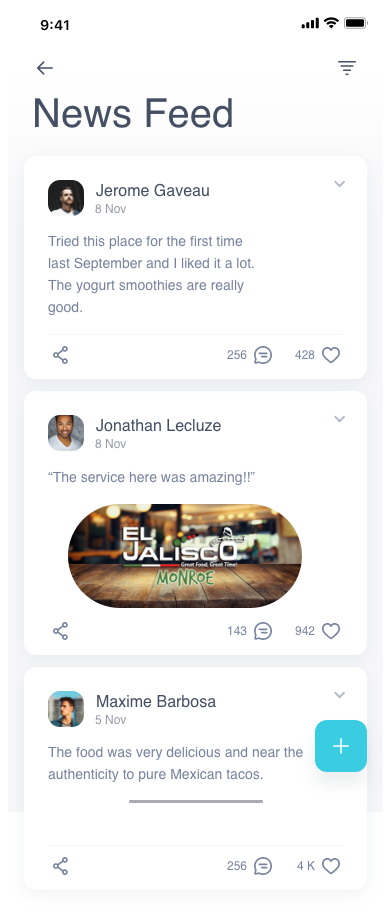 9:41
News Feed
Jerome Gaveau
8 Nov
Tried this place for the first time
last September and I liked it a lot.
The yogurt smoothies are really
good.
256
428
Jonathan Lecluze
8 Nov
“The service here was amazing!!”
EL
JALISCO
Great Food, Great Time!
MONROE
143
942
Maxime Barbosa
5 Nov
The food was very delicious and near the
authenticity to pure Mexican tacos.
256
4 K